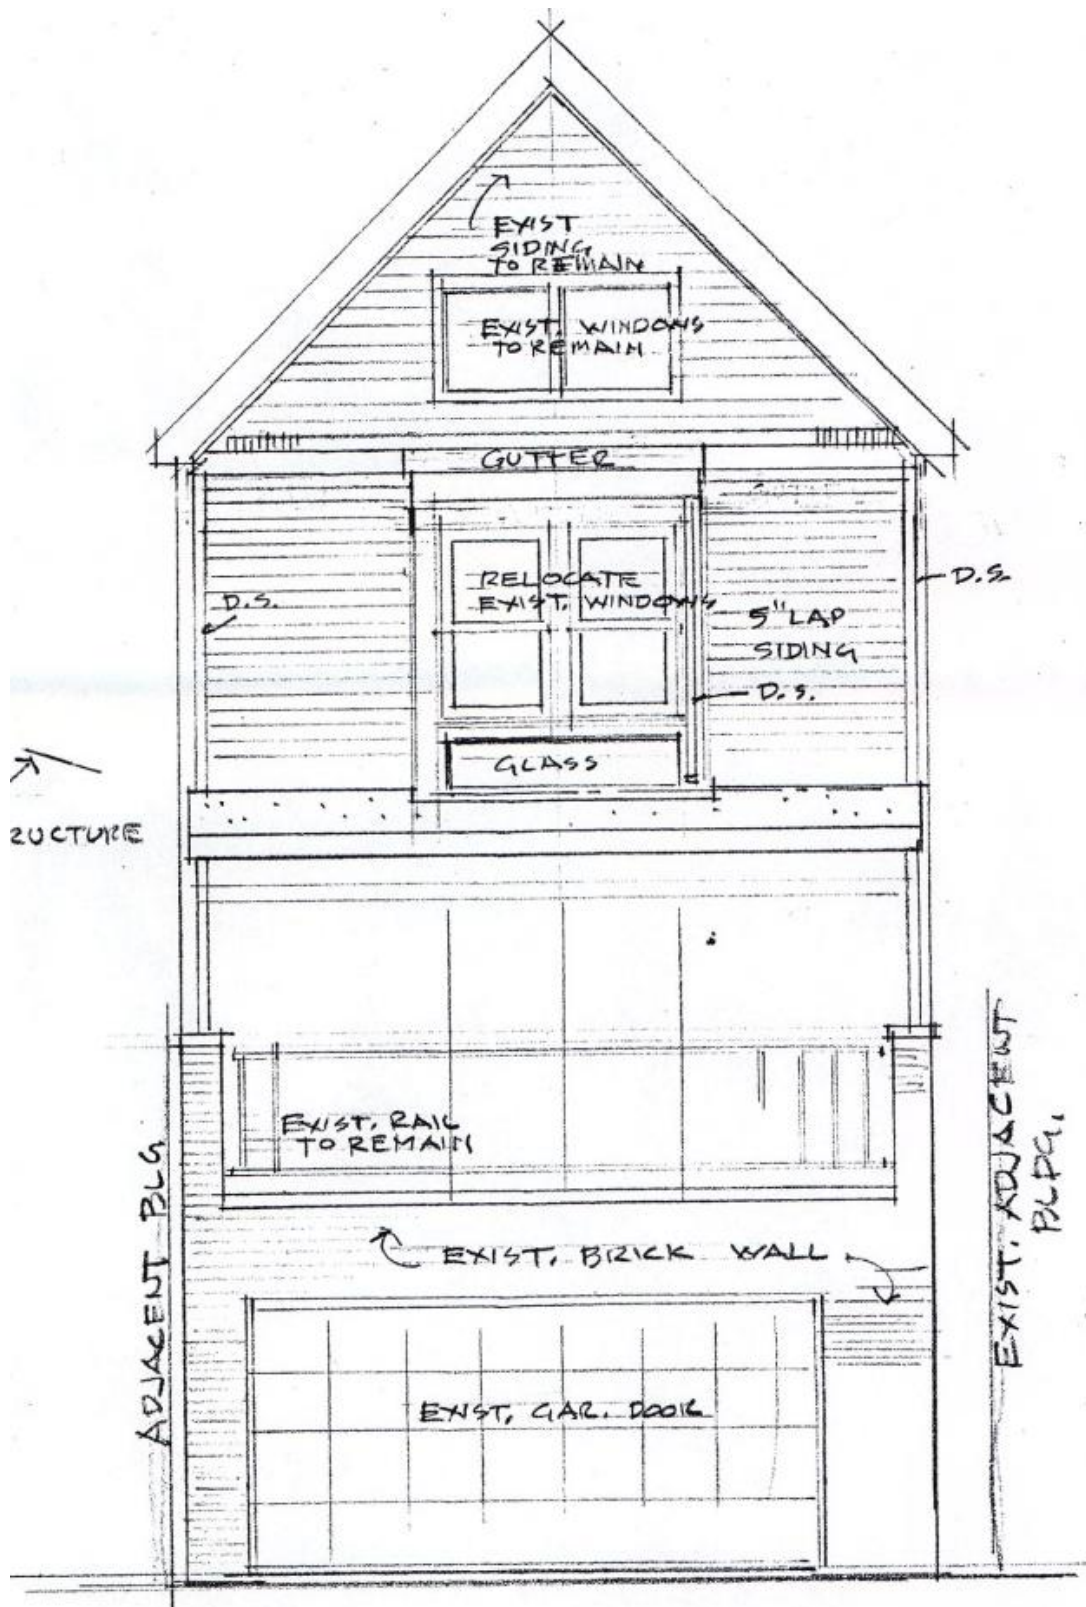 EXIST
SIDING
TO REMAIN
EXIST. WINDOWS
TO REMAIN
GUTTER
D.S.
RELOCATE
EXIST. WINDOWS
D.S.
5" LAP
SIDING
D.S.
GLASS
RUCTURE
EXIST. RAIL
TO REMAIN
ADJACENT BLG.
EXIST. ADJACENT
BLDG.
EXIST. BRICK WALL
EXIST. GAR. DOOR